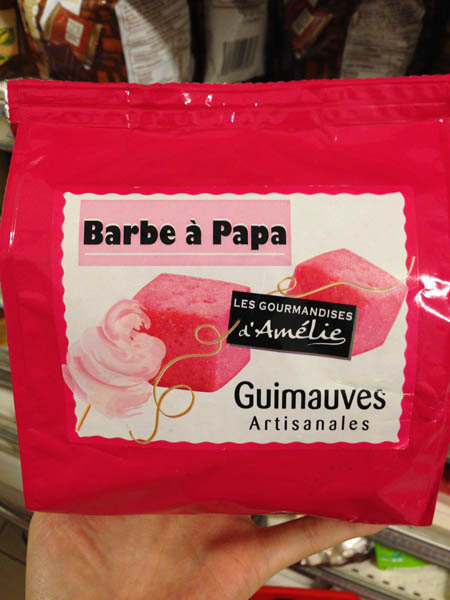 Barbe à Papa
LES GOURMANDISES
d'Amélie
Guimauves
Artisanales